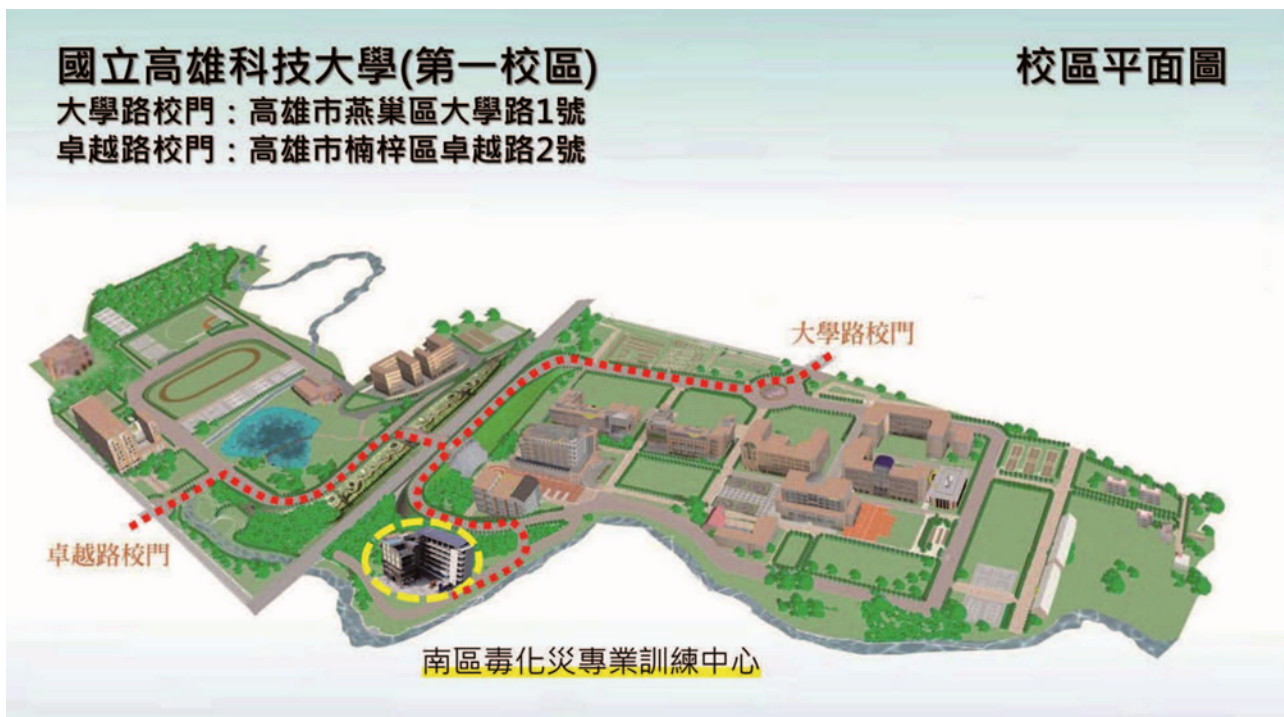 國立高雄科技大學(第一校區)
校區平面圖
大學路校門：高雄市燕巢區大學路1號
卓越路校門：高雄市楠梓區卓越路2號
大學路校門
卓越路校門
南區毒化災專業訓練中心